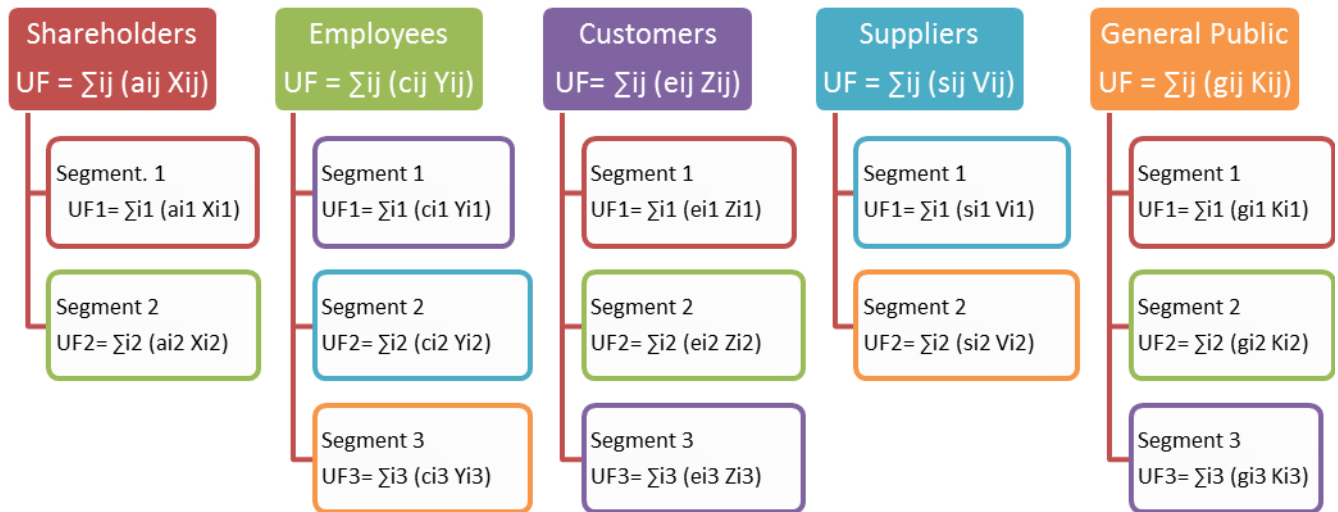 Shareholders
UF = ∑ij (aij Xij)
Segment. 1
UF1= ∑i1 (ai1 Xi1)
Segment 2
UF2= ∑i2 (ai2 Xi2)
Employees
UF = ∑ij (cij Yij)
Segment 1
UF1= ∑i1 (ci1 Yi1)
Segment 2
UF2= ∑i2 (ci2 Yi2)
Segment 3
UF3= ∑i3 (ci3 Yi3)
Customers
UF= ∑ij (eij Zij)
Segment 1
UF1= ∑i1 (ei1 Zi1)
Segment 2
UF2= ∑i2 (ei2 Zi2)
Segment 3
UF3= ∑i3 (ei3 Zi3)
Suppliers
UF = ∑ij (sij Vij)
Segment 1
UF1= ∑i1 (si1 Vi1)
Segment 2
UF2= ∑i2 (si2 Vi2)
General Public
UF = ∑ij (gij Kij)
Segment 1
UF1= ∑i1 (gi1 Ki1)
Segment 2
UF2= ∑i2 (gi2 Ki2)
Segment 3
UF3= ∑i3 (gi3 Ki3)